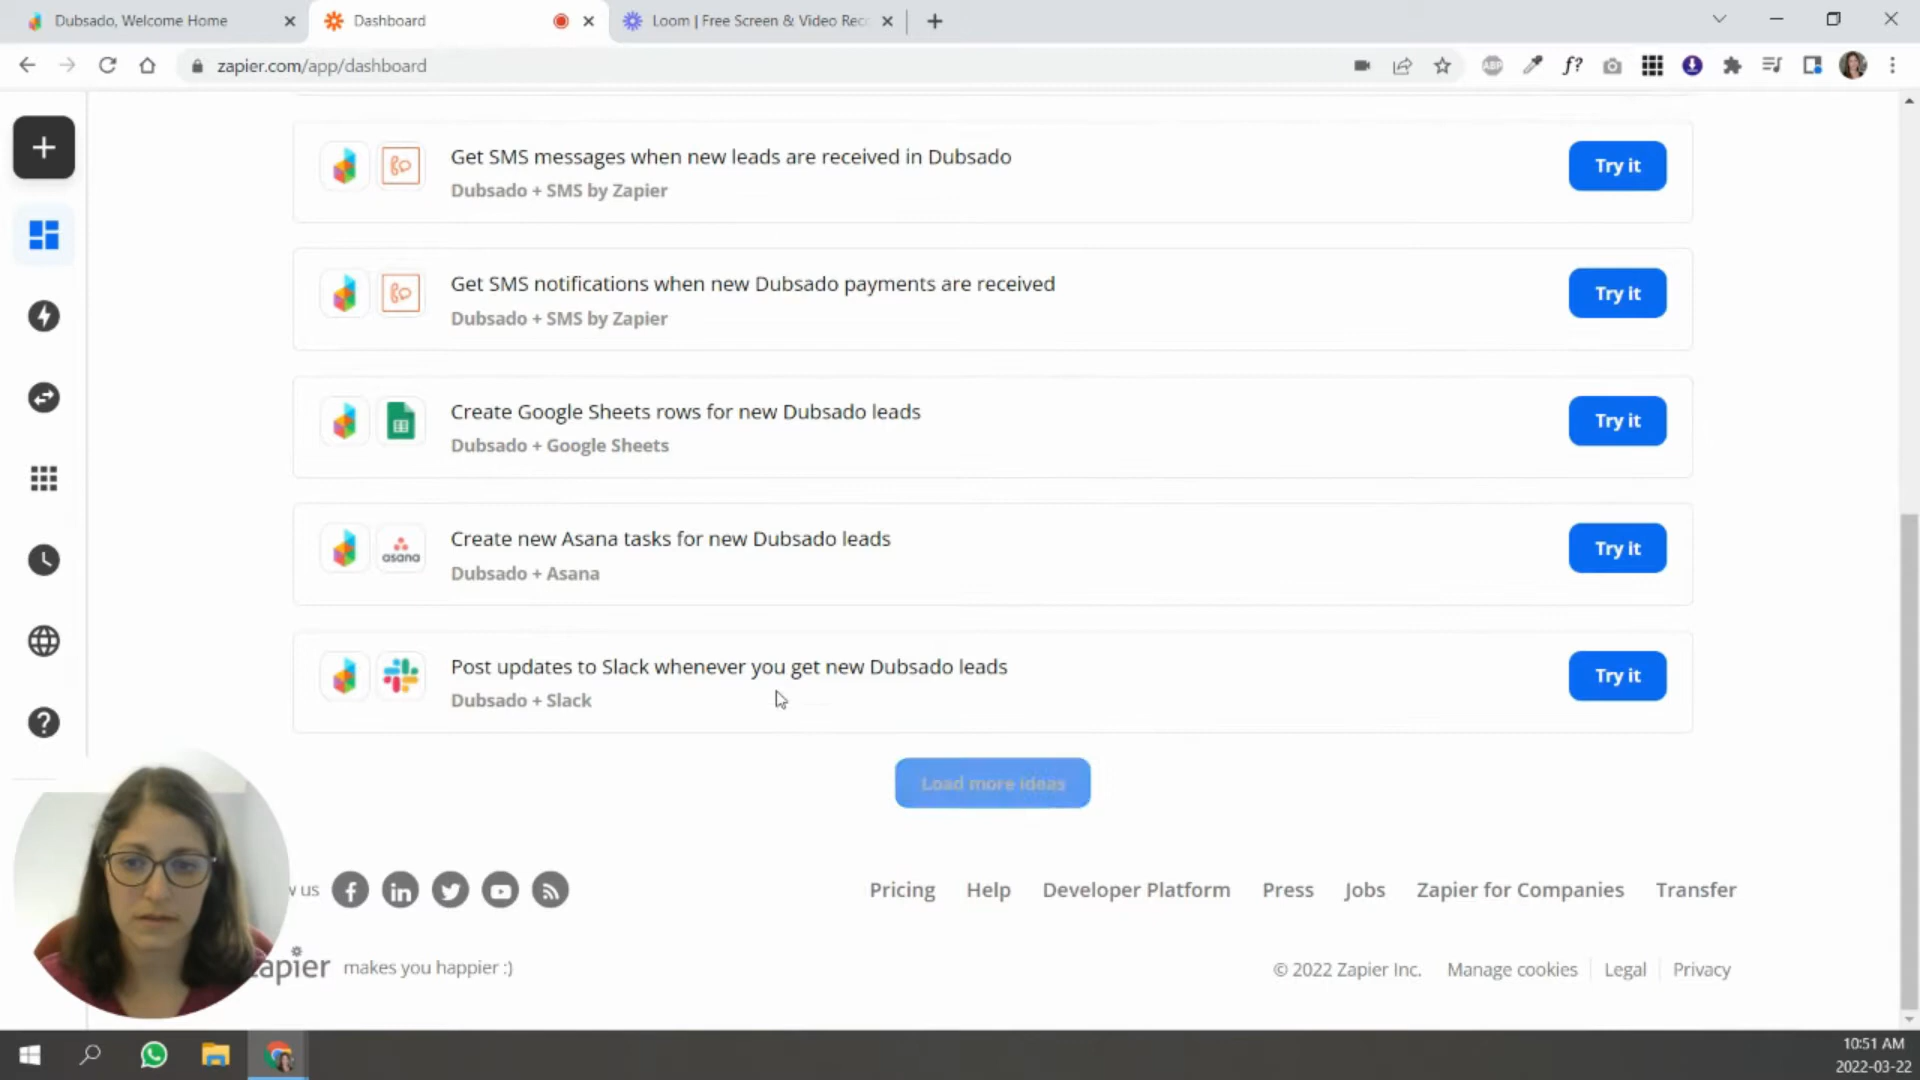 Dubsado, Welcome Home
Dashboard
Loom | Free Screen & Video Rec
zapier.com/app/dashboard
ABP
f?
Get SMS messages when new leads are received in Dubsado
Dubsado + SMS by Zapier
Try it
Get SMS notifications when new Dubsado payments are received
Dubsado + SMS by Zapier
Try it
Create Google Sheets rows for new Dubsado leads
Dubsado + Google Sheets
Try it
asana
Create new Asana tasks for new Dubsado leads
Dubsado + Asana
Try it
Post updates to Slack whenever you get new Dubsado leads
Dubsado + Slack
Try it
Load more ideas
w us
Pricing
Help
Developer Platform
Press
Jobs
Zapier for Companies
Transfer
zapier makes you happier :)
© 2022 Zapier Inc.
Manage cookies
Legal
Privacy
10:51 AM
2022-03-22